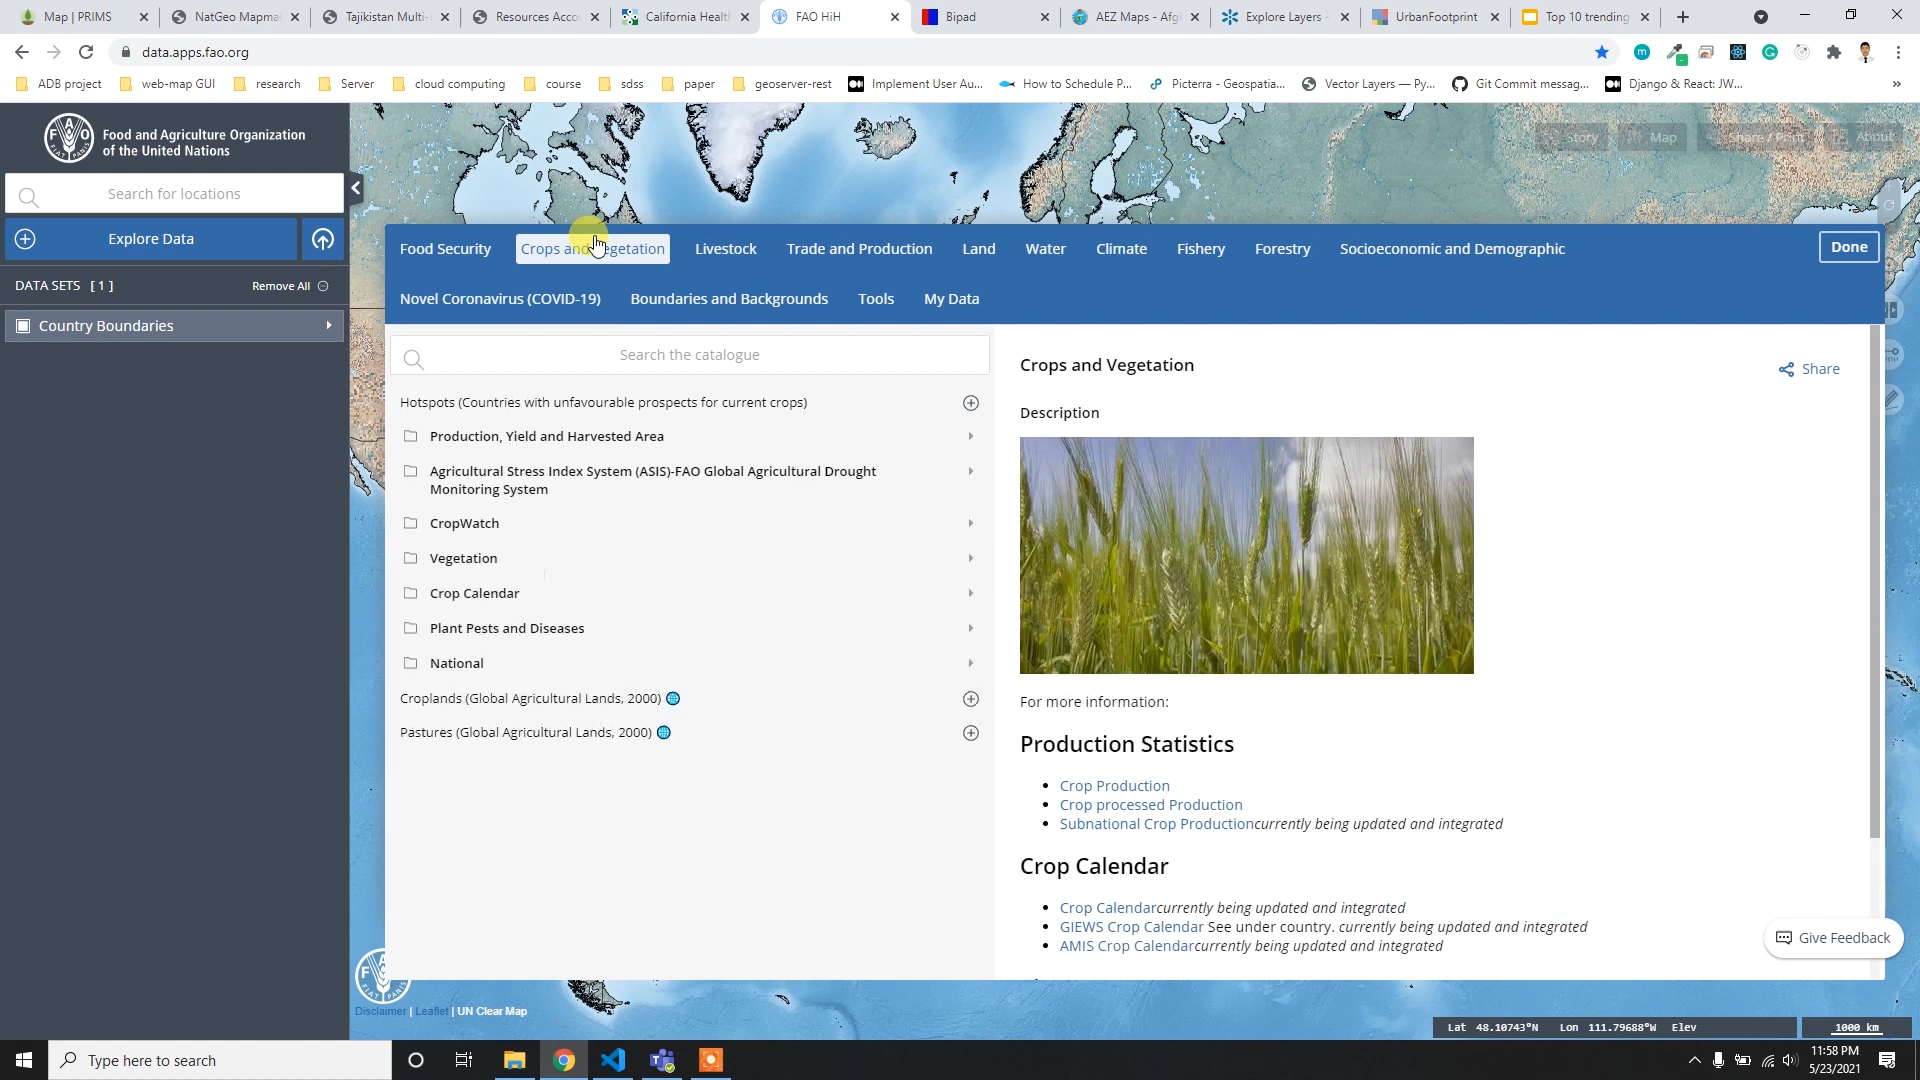 Map | PRIMS
NatGeo Mapma
Tajikistan Multi-
Resources Acco
California Healt
FAO HiH
Bipad
AEZ Maps - Afg
Explore Layers -
UrbanFootprint
Top 10 trending
data.apps.fao.org
ADB project
web-map GUI
research
Server
cloud computing
course
sdss
paper
geoserver-rest
Implement User Au...
How to Schedule P...
Picterra - Geospatia...
Vector Layers — Py...
Git Commit messag...
Django & React: JW...
Food and Agriculture Organization
of the United Nations
Story
Map
Share / Print
About
Search for locations
Explore Data
DATA SETS [ 1 ]
Remove All
Country Boundaries
Food Security
Crops and Vegetation
Livestock
Trade and Production
Land
Water
Climate
Fishery
Forestry
Socioeconomic and Demographic
Done
Novel Coronavirus (COVID-19)
Boundaries and Backgrounds
Tools
My Data
Search the catalogue
Hotspots (Countries with unfavourable prospects for current crops)
Production, Yield and Harvested Area
Agricultural Stress Index System (ASIS)-FAO Global Agricultural Drought
Monitoring System
CropWatch
Vegetation
Crop Calendar
Plant Pests and Diseases
National
Croplands (Global Agricultural Lands, 2000)
Pastures (Global Agricultural Lands, 2000)
Crops and Vegetation
Share
Description
For more information:
Production Statistics
Crop Production
Crop processed Production
Subnational Crop Productioncurrently being updated and integrated
Crop Calendar
Crop Calendarcurrently being updated and integrated
GIEWS Crop Calendar See under country. currently being updated and integrated
AMIS Crop Calendarcurrently being updated and integrated
Give Feedback
Disclaimer | Leaflet | UN Clear Map
Lat 48.10743°N Lon 111.79688°W Elev
1000 km
Type here to search
11:58 PM
5/23/2021